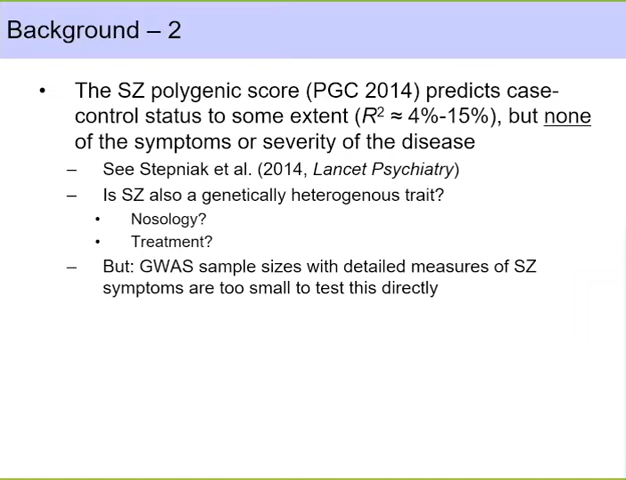 Background – 2
• The SZ polygenic score (PGC 2014) predicts case-
control status to some extent (R² ≈ 4%-15%), but none
of the symptoms or severity of the disease
– See Stepniak et al. (2014, Lancet Psychiatry)
– Is SZ also a genetically heterogenous trait?
• Nosology?
• Treatment?
– But: GWAS sample sizes with detailed measures of SZ
symptoms are too small to test this directly